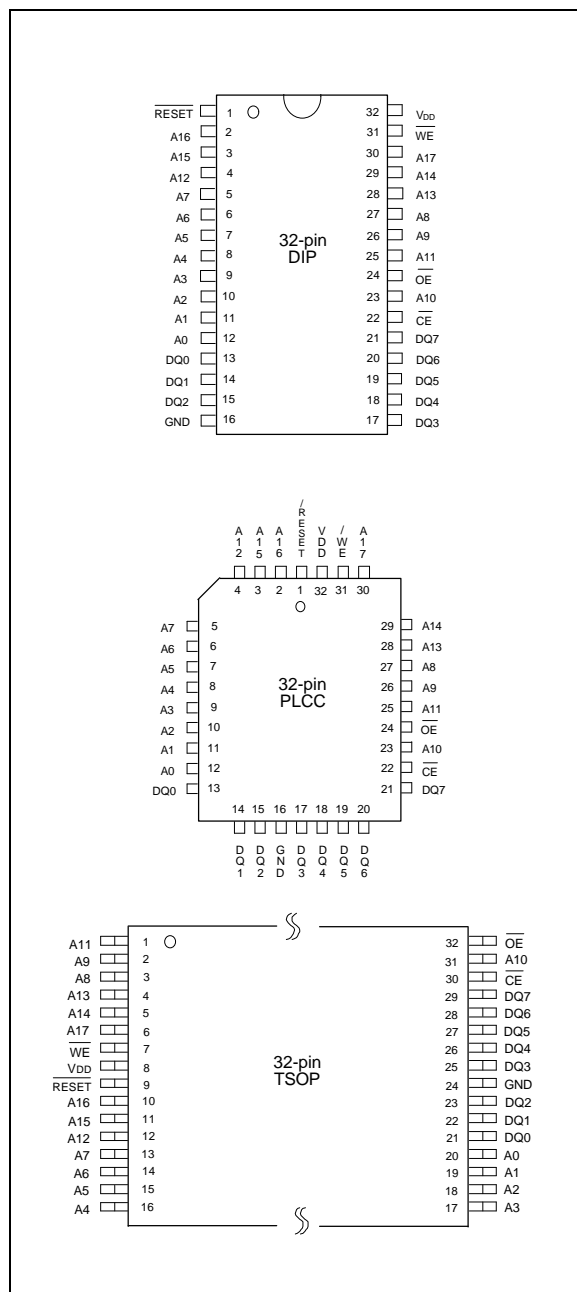 RESET 1 32 VDD
A16 2 31 WE
A15 3 30 A17
A12 4 29 A14
A7 5 28 A13
A6 6 27 A8
A5 7 26 A9
A4 8 25 A11
A3 9 24 OE
A2 10 23 A10
A1 11 22 CE
A0 12 21 DQ7
DQ0 13 20 DQ6
DQ1 14 19 DQ5
DQ2 15 18 DQ4
GND 16 17 DQ3
32-pin
DIP
A12 A15 A16 /RESET VDD /WE A17
4 3 2 1 32 31 30
A7 5 29 A14
A6 6 28 A13
A5 7 27 A8
A4 8 26 A9
A3 9 25 A11
A2 10 24 OE
A1 11 23 A10
A0 12 22 CE
DQ0 13 21 DQ7
32-pin
PLCC
14 15 16 17 18 19 20
DQ1 DQ2 GND DQ3 DQ4 DQ5 DQ6
A11 1 32 OE
A9 2 31 A10
A8 3 30 CE
A13 4 29 DQ7
A14 5 28 DQ6
A17 6 27 DQ5
WE 7 26 DQ4
VDD 8 25 DQ3
RESET 9 24 GND
A16 10 23 DQ2
A15 11 22 DQ1
A12 12 21 DQ0
A7 13 20 A0
A6 14 19 A1
A5 15 18 A2
A4 16 17 A3
32-pin
TSOP